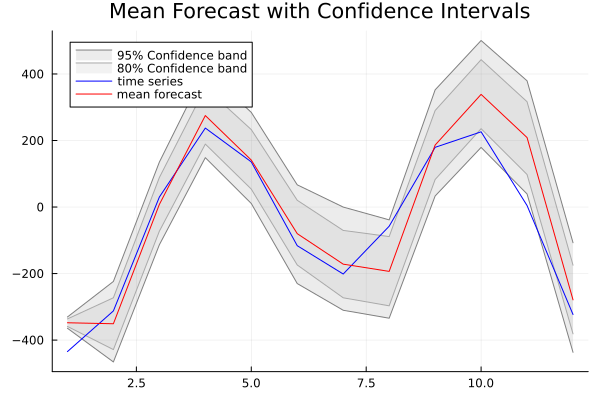 Mean Forecast with Confidence Intervals
95% Confidence band
80% Confidence band
time series
mean forecast
400
200
0
−200
−400
2.5
5.0
7.5
10.0